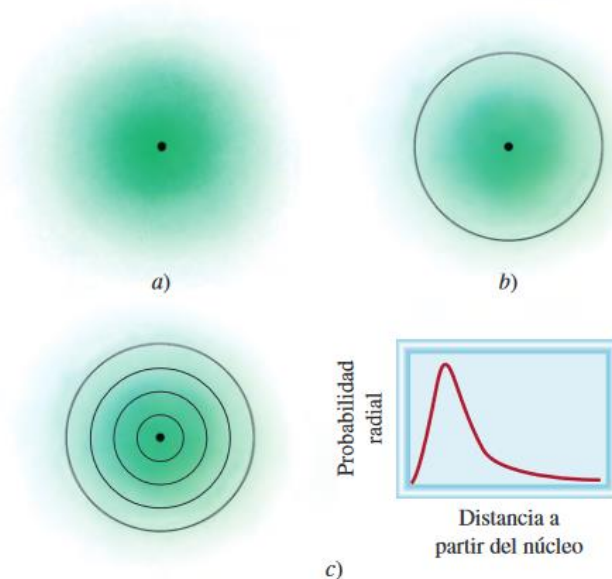 a)
b)
Probabilidad
radial
Distancia a
partir del núcleo
c)